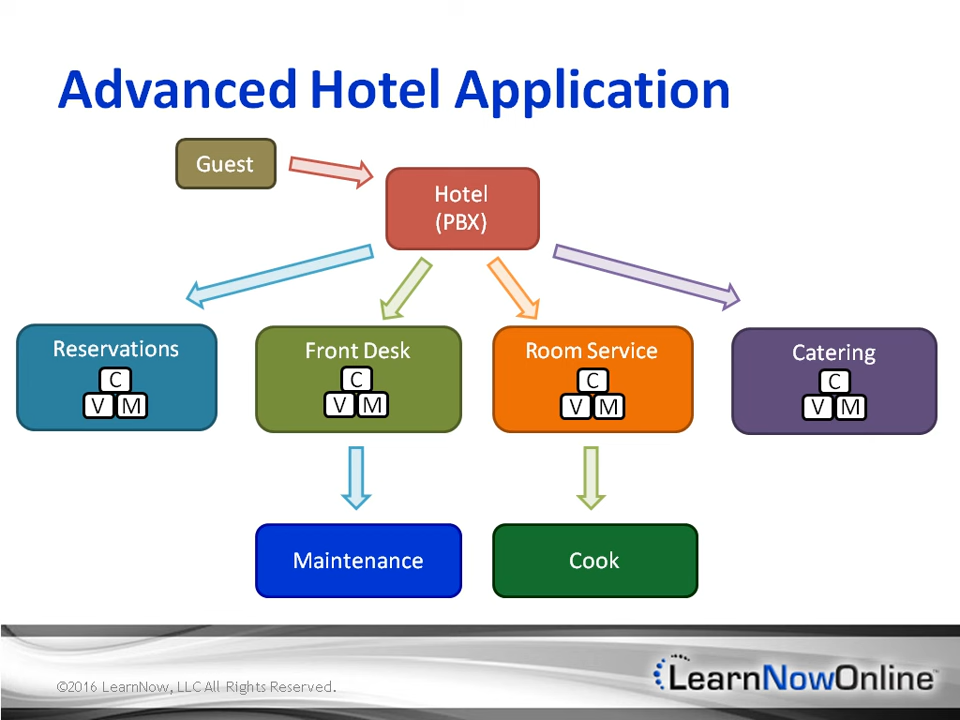 Advanced Hotel Application
Guest
Hotel
(PBX)
Reservations
C
V M
Front Desk
C
V M
Room Service
C
V M
Catering
C
V M
Maintenance
Cook
©2016 LearnNow, LLC All Rights Reserved.
LearnNowOnline